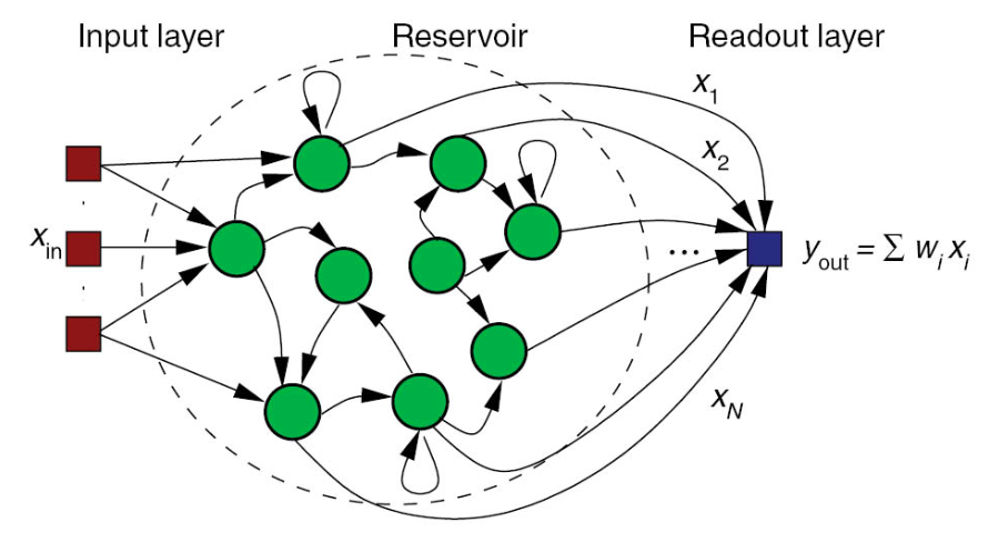 Input layer
Reservoir
Readout layer
x1
x2
xin
...
yout = Σ wi xi
xN